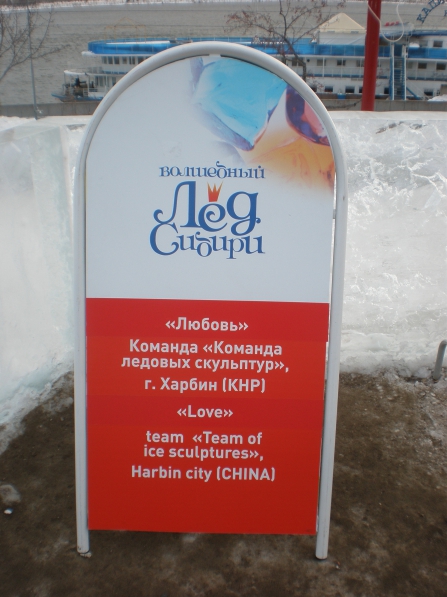 волшебный
Лёд
Сибири
«Любовь»
Команда «Команда
ледовых скульптур»,
г. Харбин (КНР)
«Love»
team «Team of
ice sculptures»,
Harbin city (CHINA)